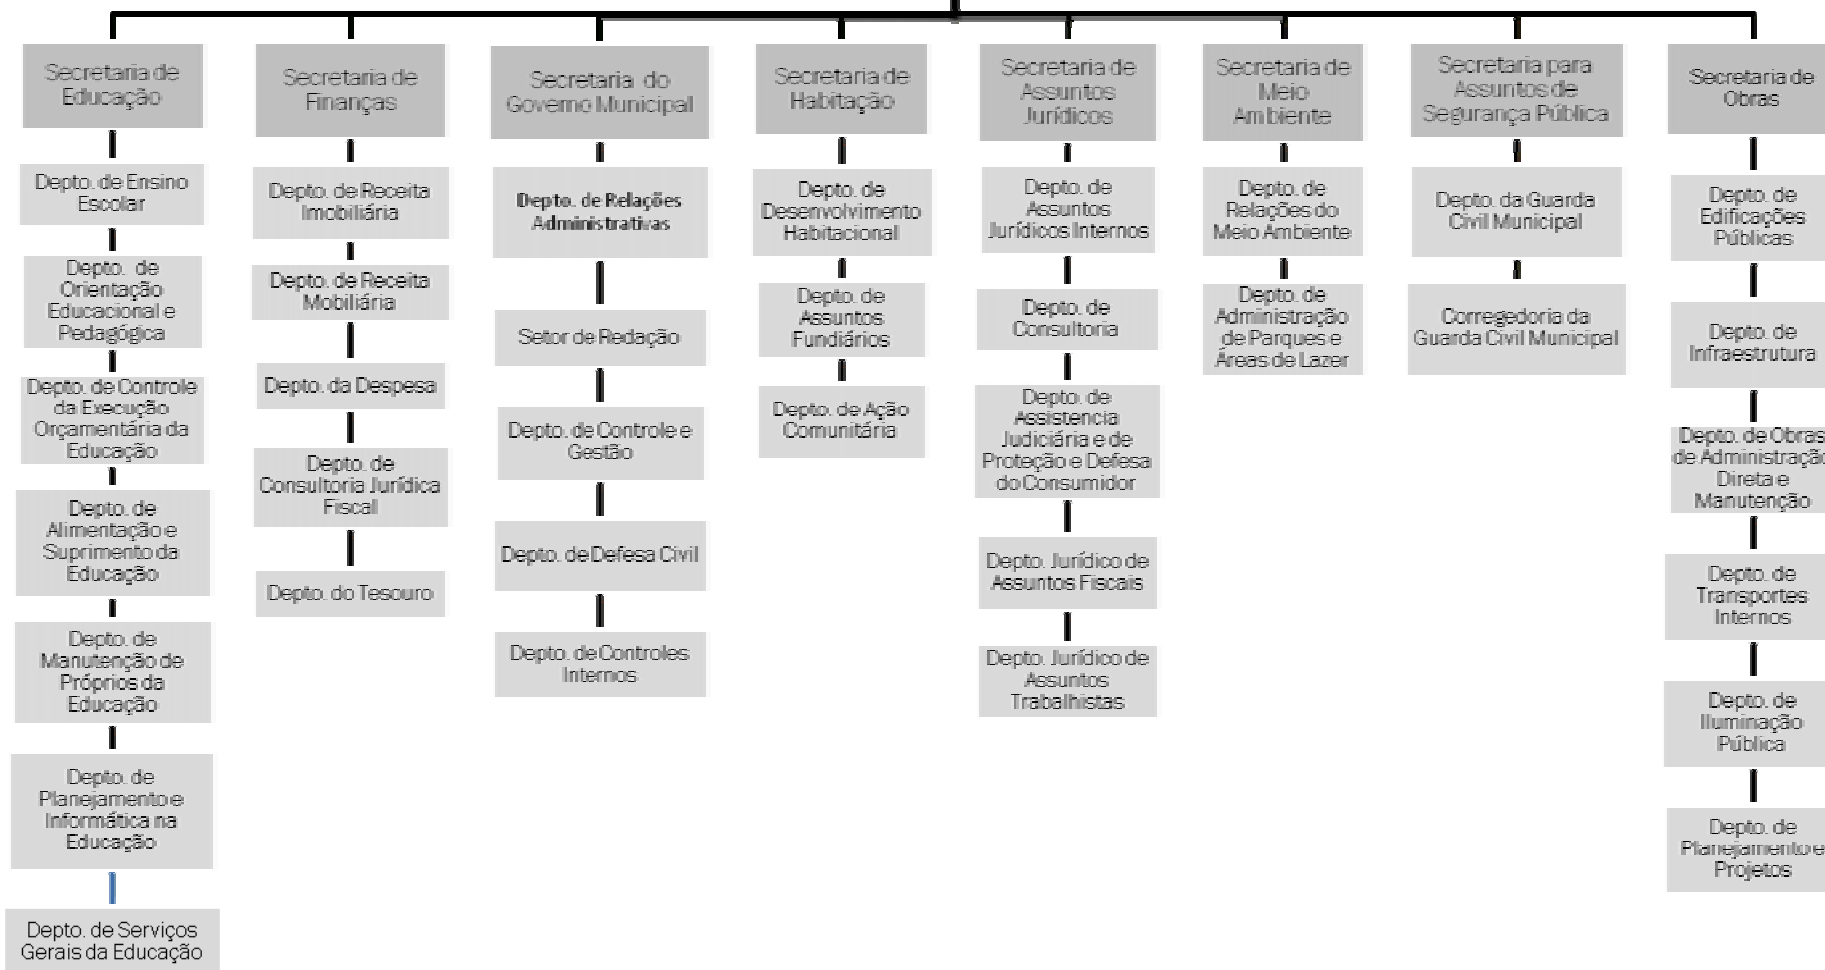 Secretaria de
Educação
Depto. de Ensino
Escolar
Depto. de
Orientação
Educacional e
Pedagógica
Depto. de Controle
da Execução
Orçamentária da
Educação
Depto. de
Alimentação e
Suprimento da
Educação
Depto. de
Manutenção de
Próprios da
Educação
Depto. de
Planejamento e
Informática na
Educação
Depto. de Serviços
Gerais da Educação
Secretaria de
Finanças
Depto. de Receita
Imobiliária
Depto. de Receita
Mobiliária
Depto. da Despesa
Depto. de
Consultoria Jurídica
Fiscal
Depto. do Tesouro
Secretaria do
Governo Municipal
Depto. de Relações
Administrativas
Setor de Redação
Depto. de Controle e
Gestão
Depto. de Defesa Civil
Depto. de Controles
Internos
Secretaria de
Habitação
Depto. de
Desenvolvimento
Habitacional
Depto. de
Assuntos
Fundiários
Depto. de Ação
Comunitária
Secretaria de
Assuntos
Jurídicos
Depto. de
Assuntos
Jurídicos Internos
Depto. de
Consultoria
Depto. de
Assistencia
Judiciária e de
Proteção e Defesa
do Consumidor
Depto. Jurídico de
Assuntos Fiscais
Depto. Jurídico de
Assuntos
Trabalhistas
Secretaria de
Meio
Ambiente
Depto. de
Relações do
Meio Ambiente
Depto. de
Administração
de Parques e
Áreas de Lazer
Secretaria para
Assuntos de
Segurança Pública
Depto. da Guarda
Civil Municipal
Corregedoria da
Guarda Civil Municipal
Secretaria de
Obras
Depto. de
Edificações
Públicas
Depto. de
Infraestrutura
Depto. de Obras
de Administração
Direta e
Manutenção
Depto. de
Transportes
Internos
Depto. de
Iluminação
Pública
Depto. de
Planejamento e
Projetos